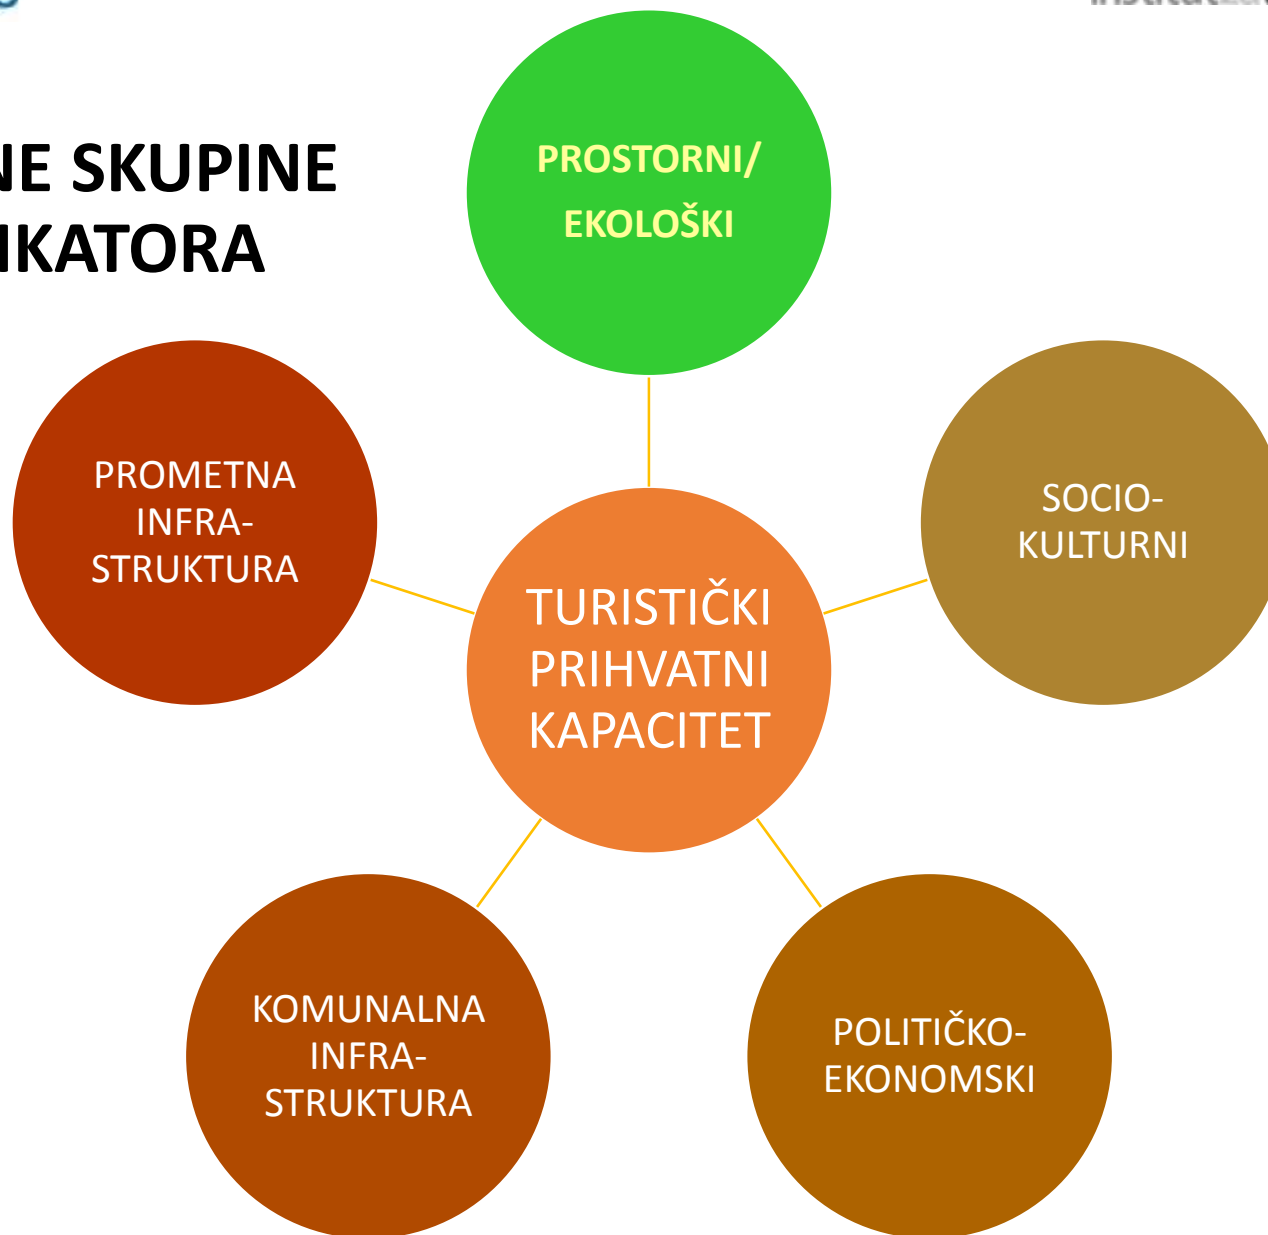 NE SKUPINE
IKATORA
PROSTORNI/
EKOLOŠKI
PROMETNA
INFRA-
STRUKTURA
SOCIO-
KULTURNI
TURISTIČKI
PRIHVATNI
KAPACITET
KOMUNALNA
INFRA-
STRUKTURA
POLITIČKO-
EKONOMSKI